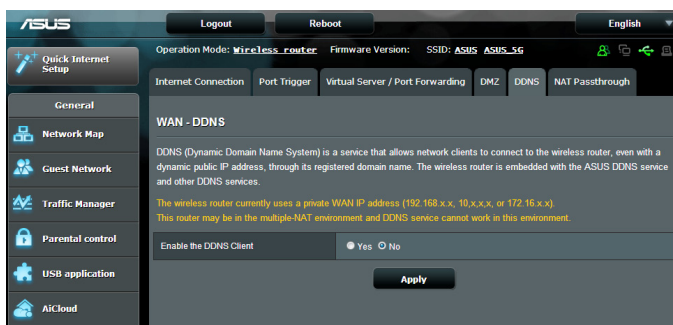 ASUS
Logout
Reboot
English
Quick Internet
Setup
Operation Mode: Wireless router Firmware Version: SSID: ASUS ASUS_5G
Internet Connection Port Trigger Virtual Server / Port Forwarding DMZ DDNS NAT Passthrough
General
Network Map
Guest Network
Traffic Manager
Parental control
USB application
AiCloud
WAN - DDNS
DDNS (Dynamic Domain Name System) is a service that allows network clients to connect to the wireless router, even with a
dynamic public IP address, through its registered domain name. The wireless router is embedded with the ASUS DDNS service
and other DDNS services.
The wireless router currently uses a private WAN IP address (192.168.x.x, 10,x,x,x, or 172.16.x.x).
This router may be in the multiple-NAT environment and DDNS service cannot work in this environment.
Enable the DDNS Client Yes No
Apply